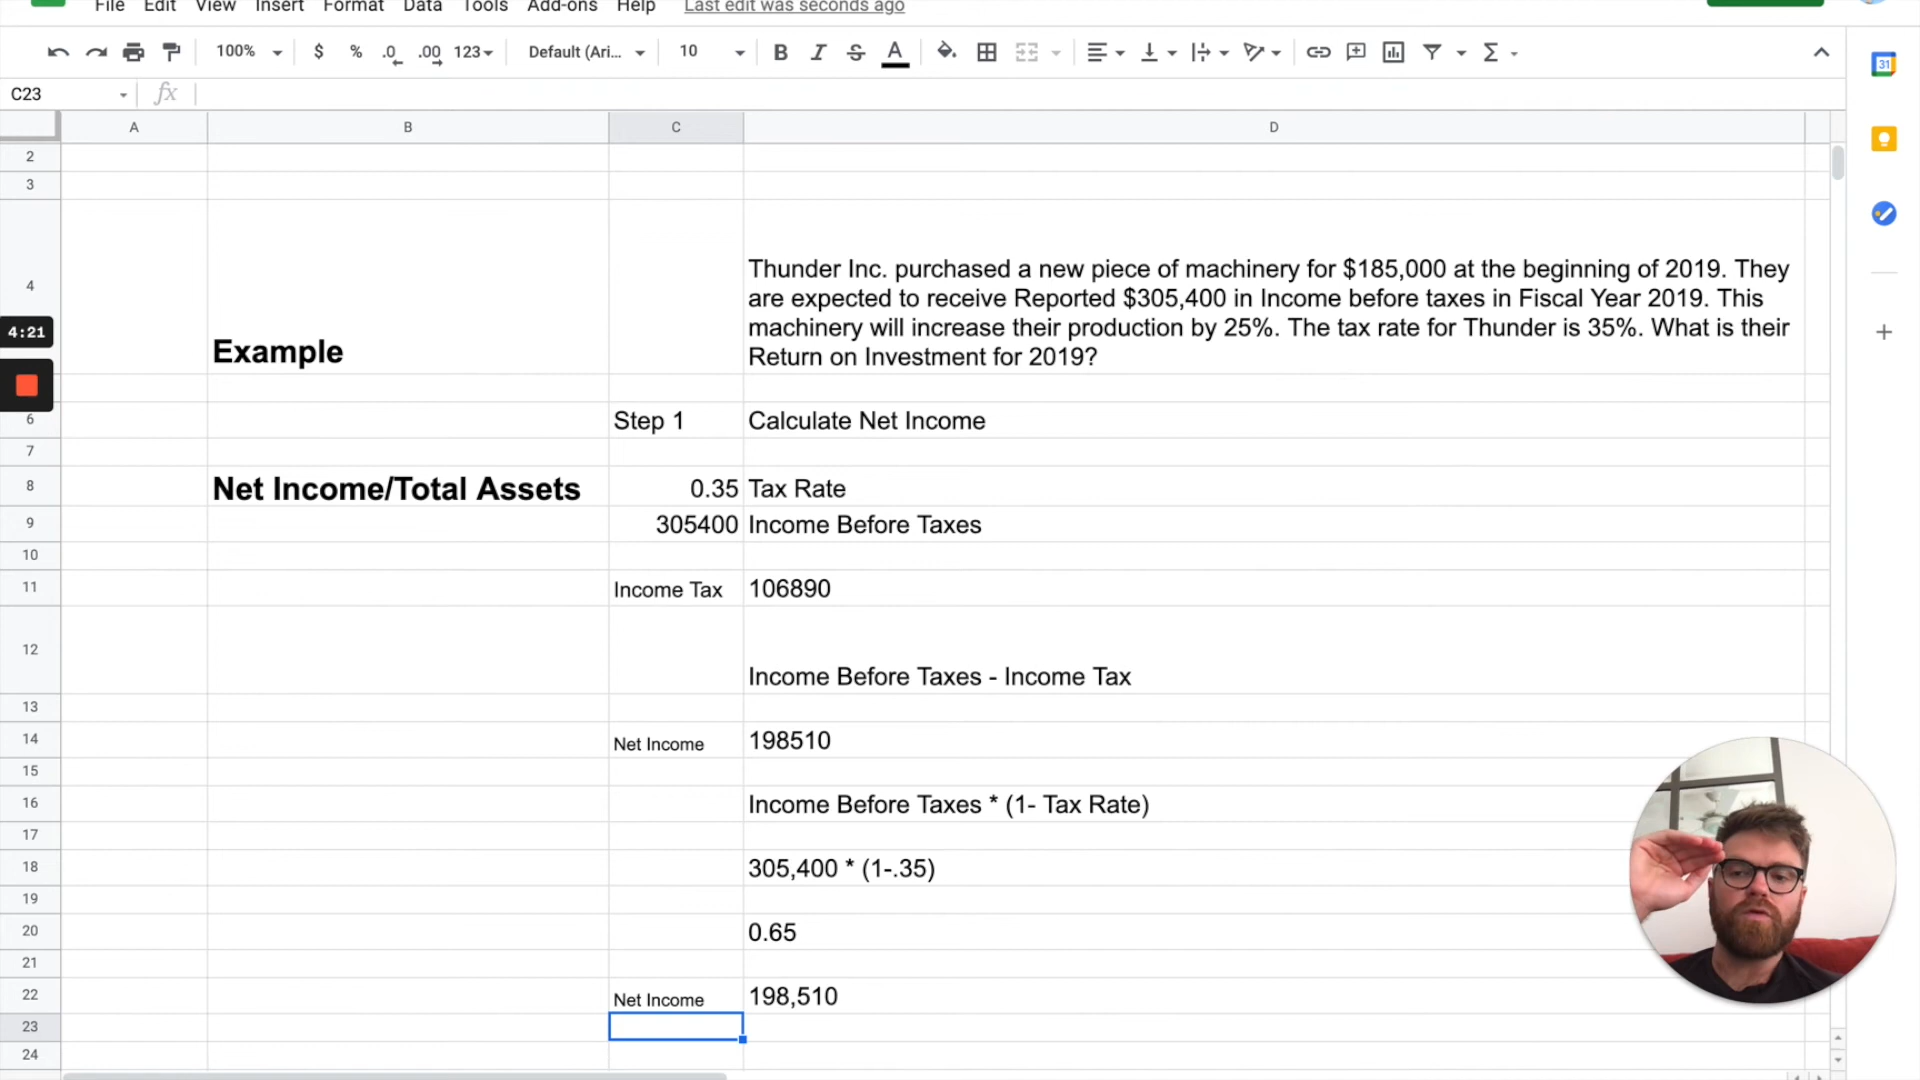 File Edit View Insert Format Data Tools Add-ons Help Last edit was seconds ago
100% $ % .0 .00 123 Default (Ari... 10 B I S A Σ
31
C23 fx
A B C D
2
3
4
Example
Thunder Inc. purchased a new piece of machinery for $185,000 at the beginning of 2019. They
are expected to receive Reported $305,400 in Income before taxes in Fiscal Year 2019. This
machinery will increase their production by 25%. The tax rate for Thunder is 35%. What is their
Return on Investment for 2019?
4:21
6 Step 1 Calculate Net Income
7
8 Net Income/Total Assets 0.35 Tax Rate
9 305400 Income Before Taxes
10
11 Income Tax 106890
12 Income Before Taxes - Income Tax
13
14 Net Income 198510
15
16 Income Before Taxes * (1- Tax Rate)
17
18 305,400 * (1-.35)
19
20 0.65
21
22 Net Income 198,510
23
24